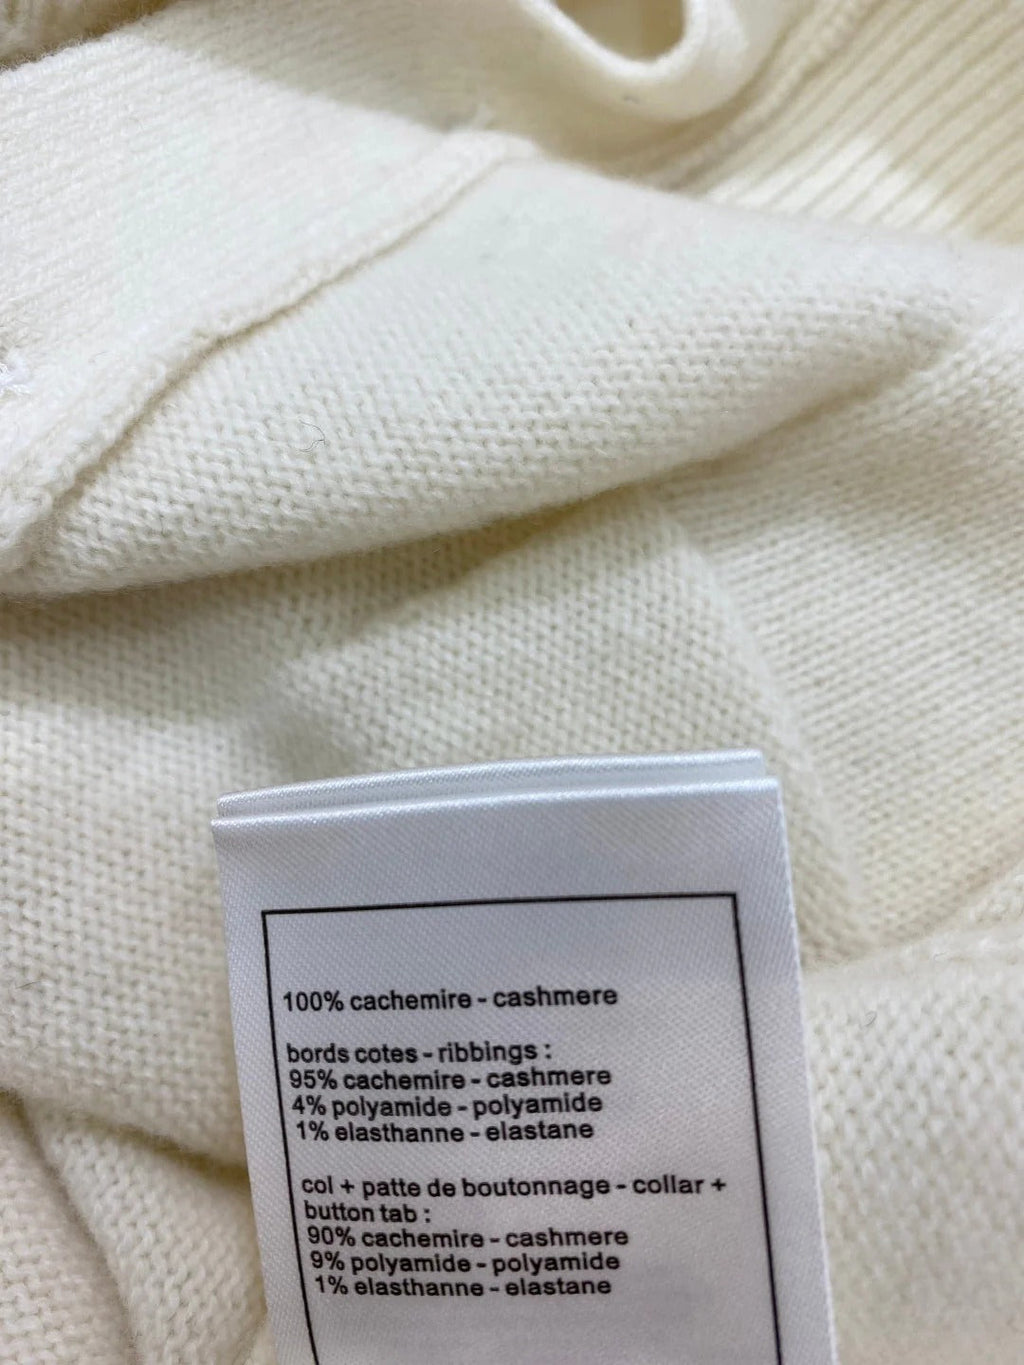 100% cachemire - cashmere
bords cotes - ribbings :
95% cachemire - cashmere
4% polyamide - polyamide
1% elasthanne - elastane
col + patte de boutonnage - collar +
button tab :
90% cachemire - cashmere
9% polyamide - polyamide
1% elasthanne - elastane